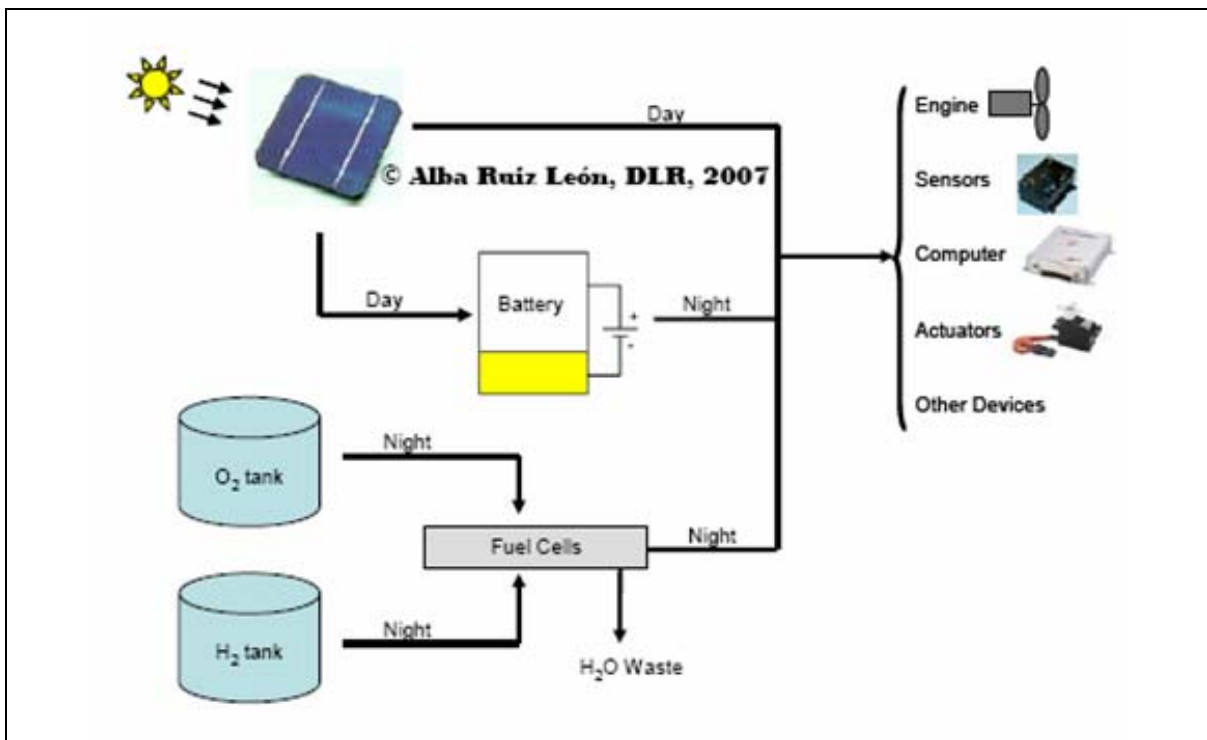 Day
Engine
© Alba Ruiz León, DLR, 2007
Sensors
Computer
Day
Battery
+
-
Night
Actuators
Other Devices
Night
O₂ tank
Fuel Cells
Night
Night
H₂ tank
H₂O Waste